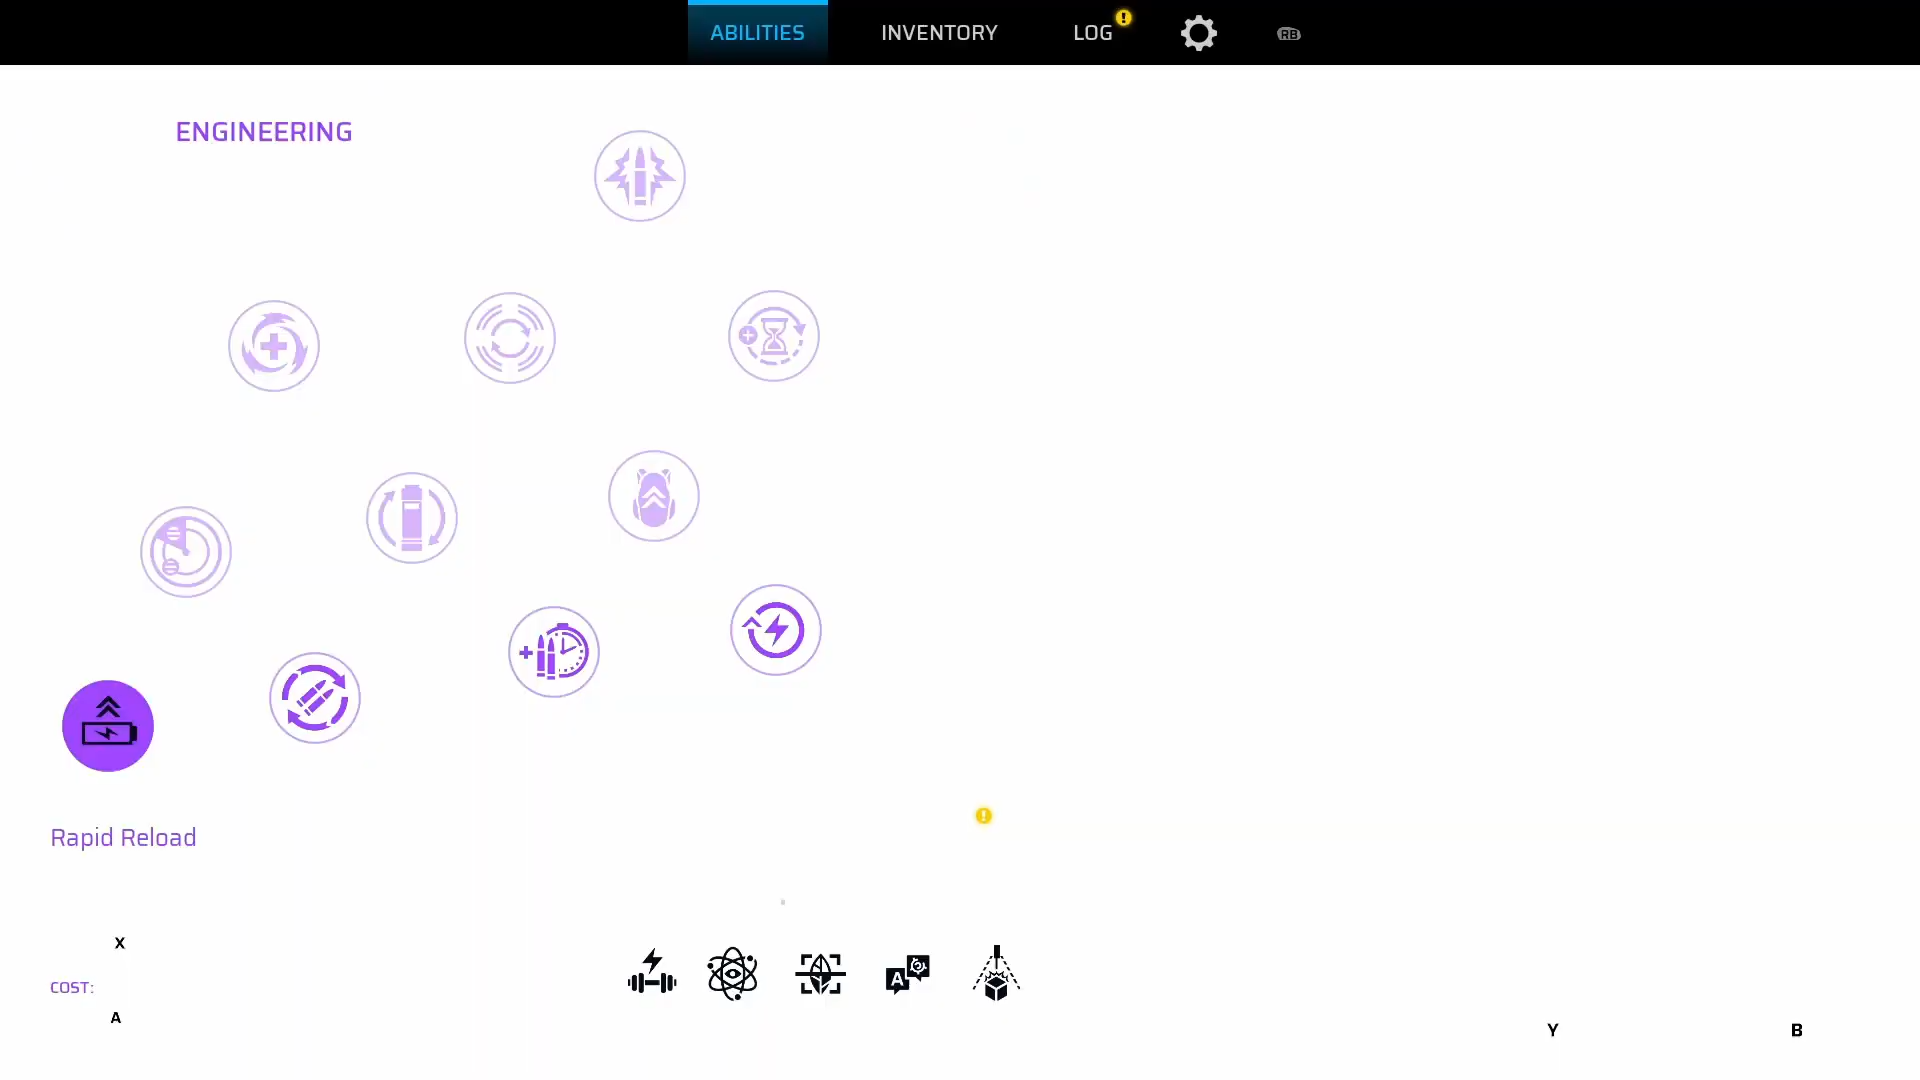 ABILITIES
INVENTORY
LOG
RB
ENGINEERING
Rapid Reload
X
COST:
A
A
Y
B